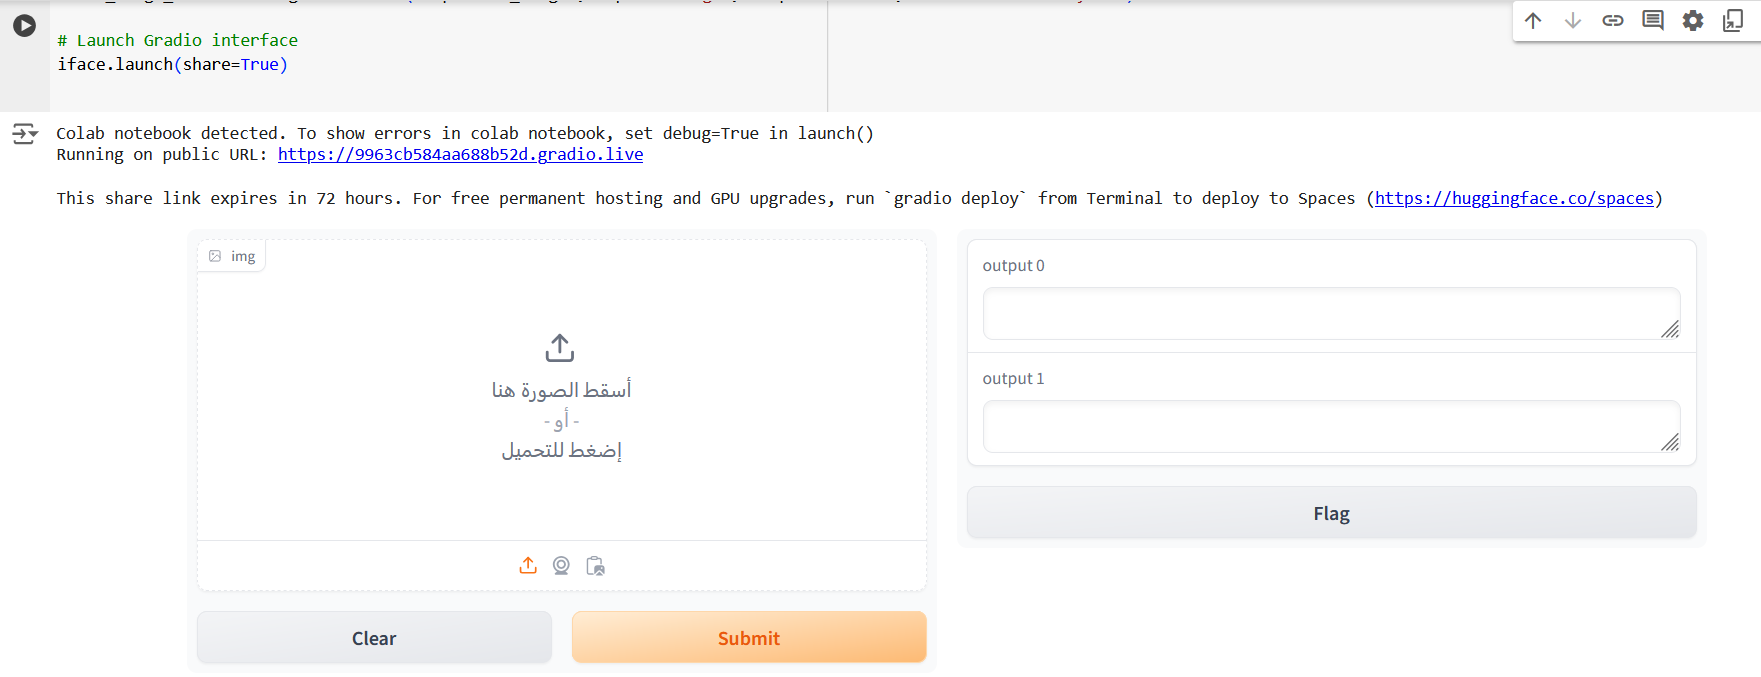 # Launch Gradio interface
iface.launch(share=True)
Colab notebook detected. To show errors in colab notebook, set debug=True in launch()
Running on public URL: https://9963cb584aa688b52d.gradio.live
This share link expires in 72 hours. For free permanent hosting and GPU upgrades, run `gradio deploy` from Terminal to deploy to Spaces (https://huggingface.co/spaces)
img
أسقط الصورة هنا
- أو -
إضغط للتحميل
Clear
Submit
output 0
output 1
Flag